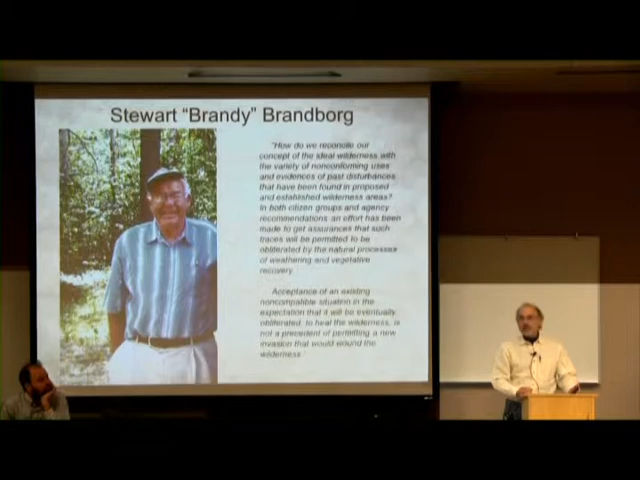 Stewart "Brandy" Brandborg
"How do we reconcile our
concept of the ideal wilderness with
the variety of nonconforming uses
and evidences of past disturbances
that have been found in proposed
and established wilderness areas?
In both citizen groups and agency
recommendations an effort has been
made to get assurances that such
traces will be permitted to be
obliterated by the natural processes
of weathering and vegetative
recovery.
Acceptance of an existing
noncompatible situation in the
expectation that it will be eventually
obliterated, to heal the wilderness, is
not a precedent of permitting a new
invasion that would wound the
wilderness."